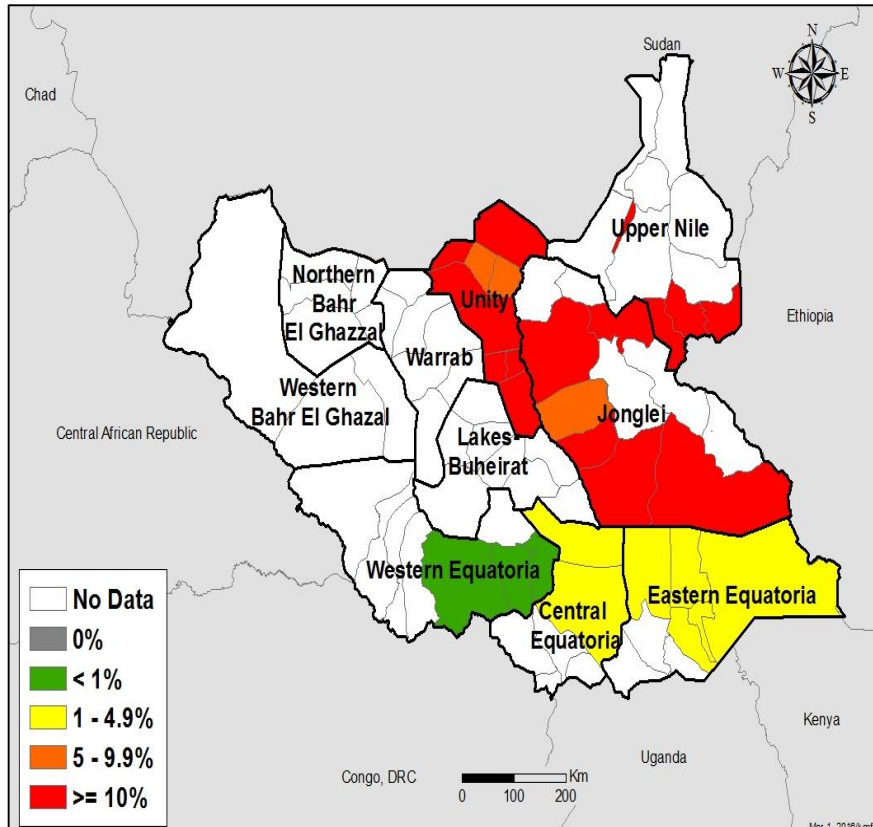 Sudan
N
W E
S
Chad
Upper Nile
Northern
Bahr
El Ghazzal
Unity
Ethiopia
Warrab
Western
Bahr El Ghazal
Jonglei
Central African Republic
Lakes-
Buheirat
Western Equatoria
Eastern Equatoria
Central
Equatoria
No Data
0%
< 1%
1 - 4.9%
5 - 9.9%
>= 10%
Kenya
Uganda
Congo, DRC
Km
0 100 200